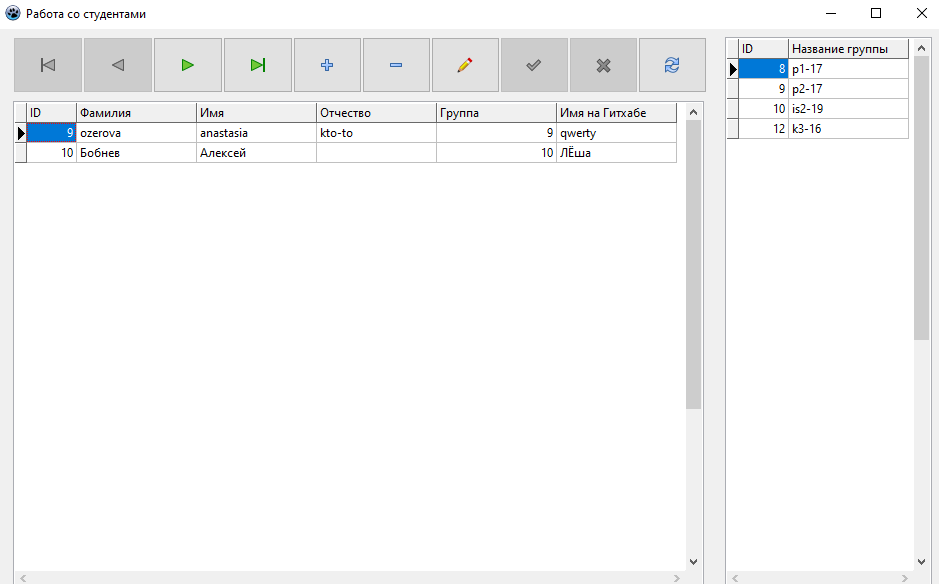 Работа со студентами
ID Фамилия Имя Отчество Группа Имя на Гитхабе
9 ozerova anastasia kto-to 9 qwerty
10 Бобнев Алексей 10 ЛЁша
ID Название группы
8 p1-17
9 p2-17
10 is2-19
12 k3-16